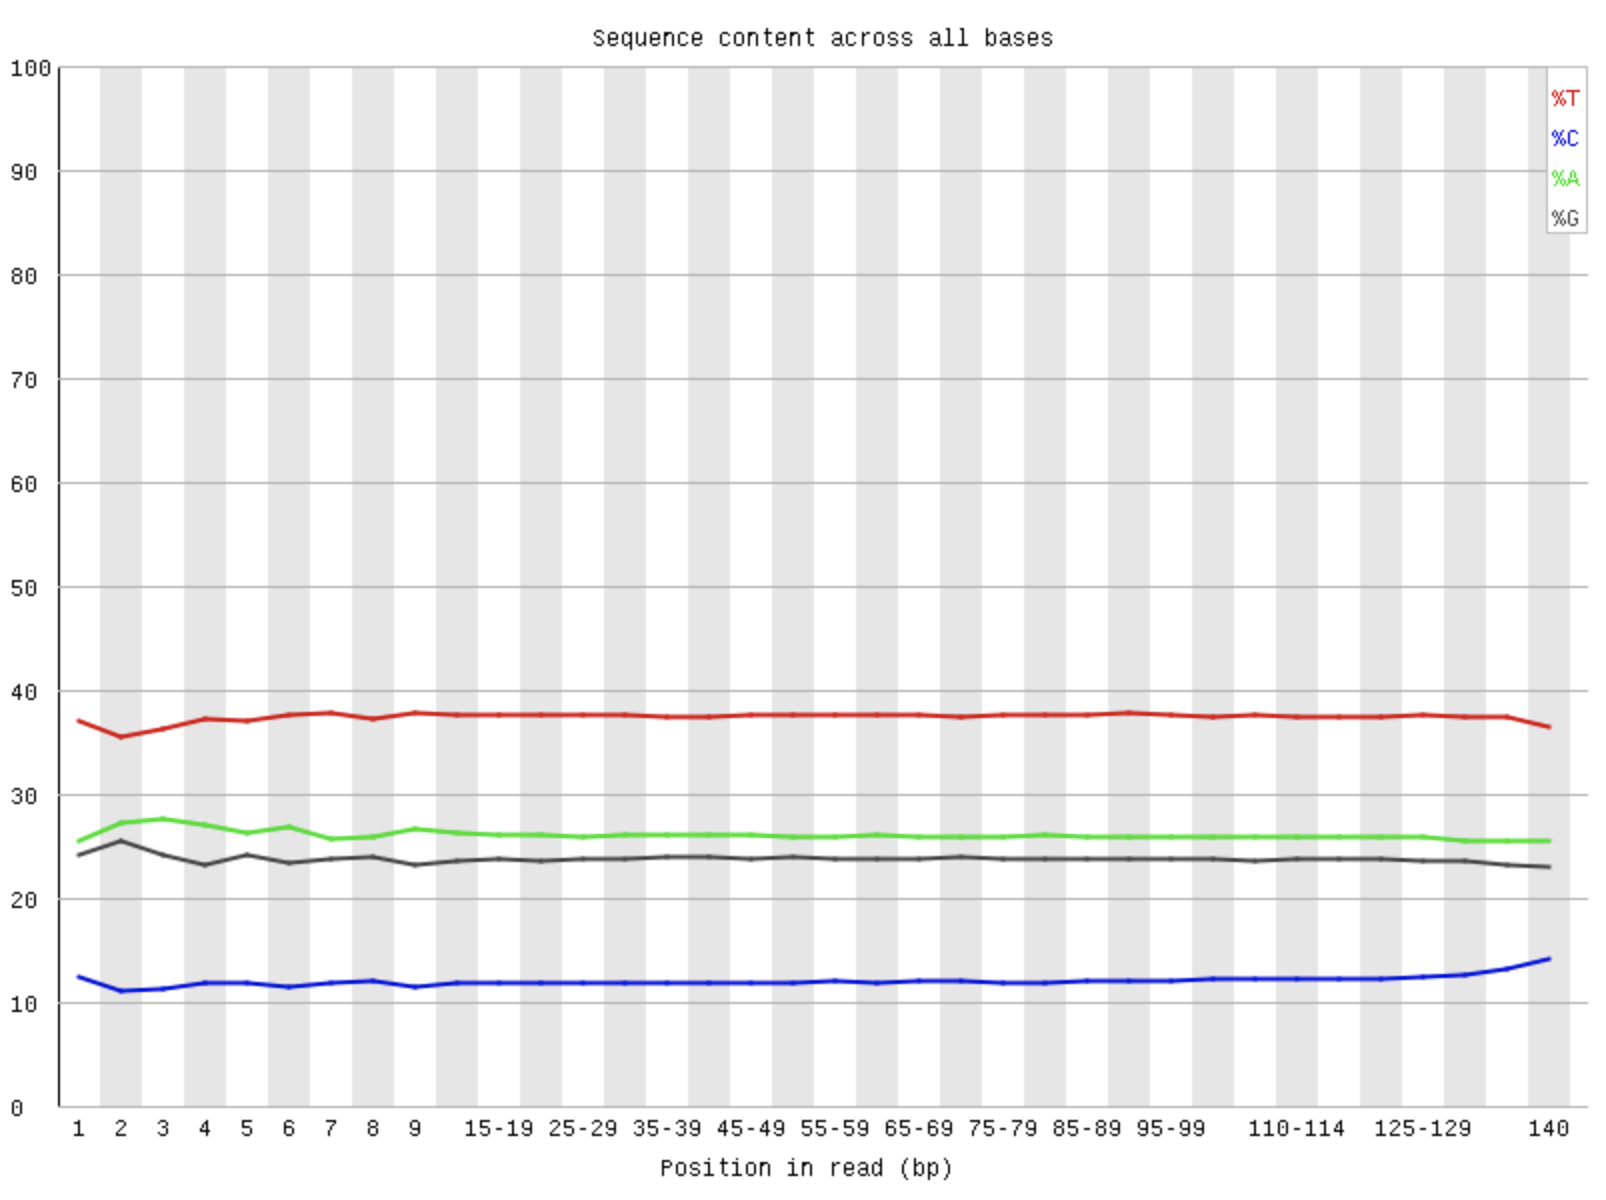 Sequence content across all bases
100
90
80
70
60
50
40
30
20
10
0
%T
%C
%A
%G
1 2 3 4 5 6 7 8 9 15-19 25-29 35-39 45-49 55-59 65-69 75-79 85-89 95-99 110-114 125-129 140
Position in read (bp)